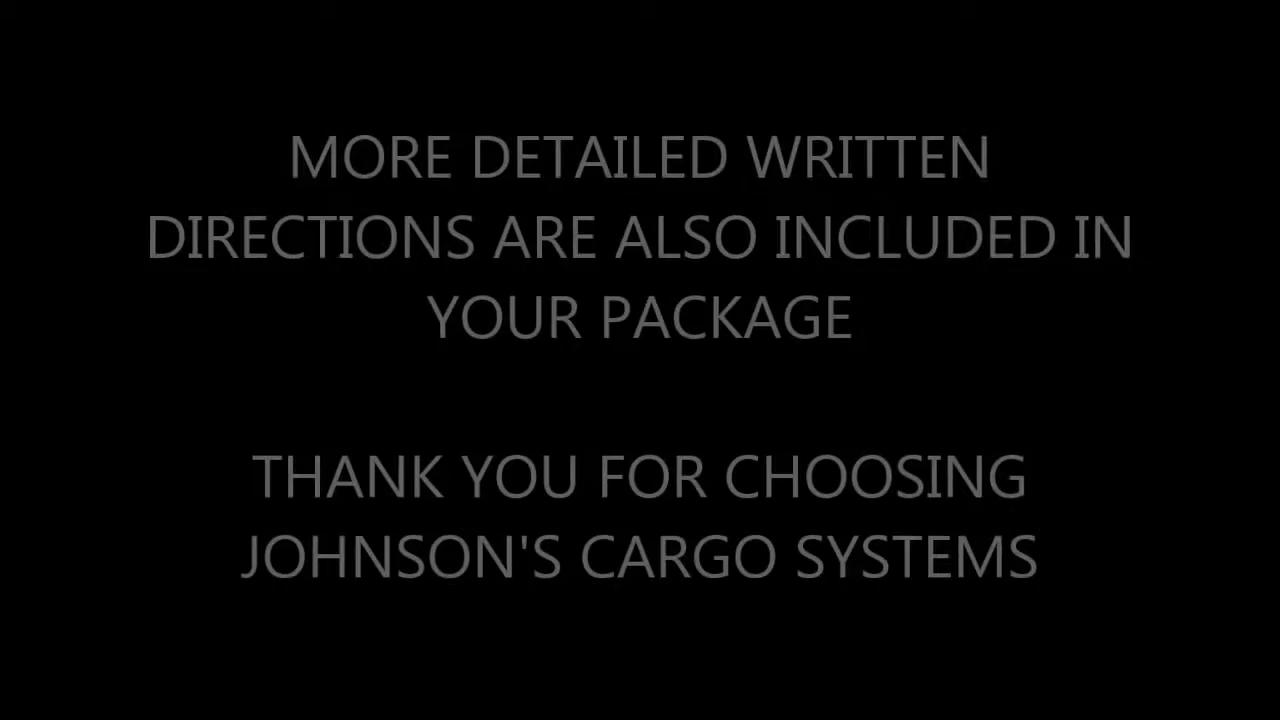 MORE DETAILED WRITTEN
DIRECTIONS ARE ALSO INCLUDED IN
YOUR PACKAGE
THANK YOU FOR CHOOSING
JOHNSON'S CARGO SYSTEMS